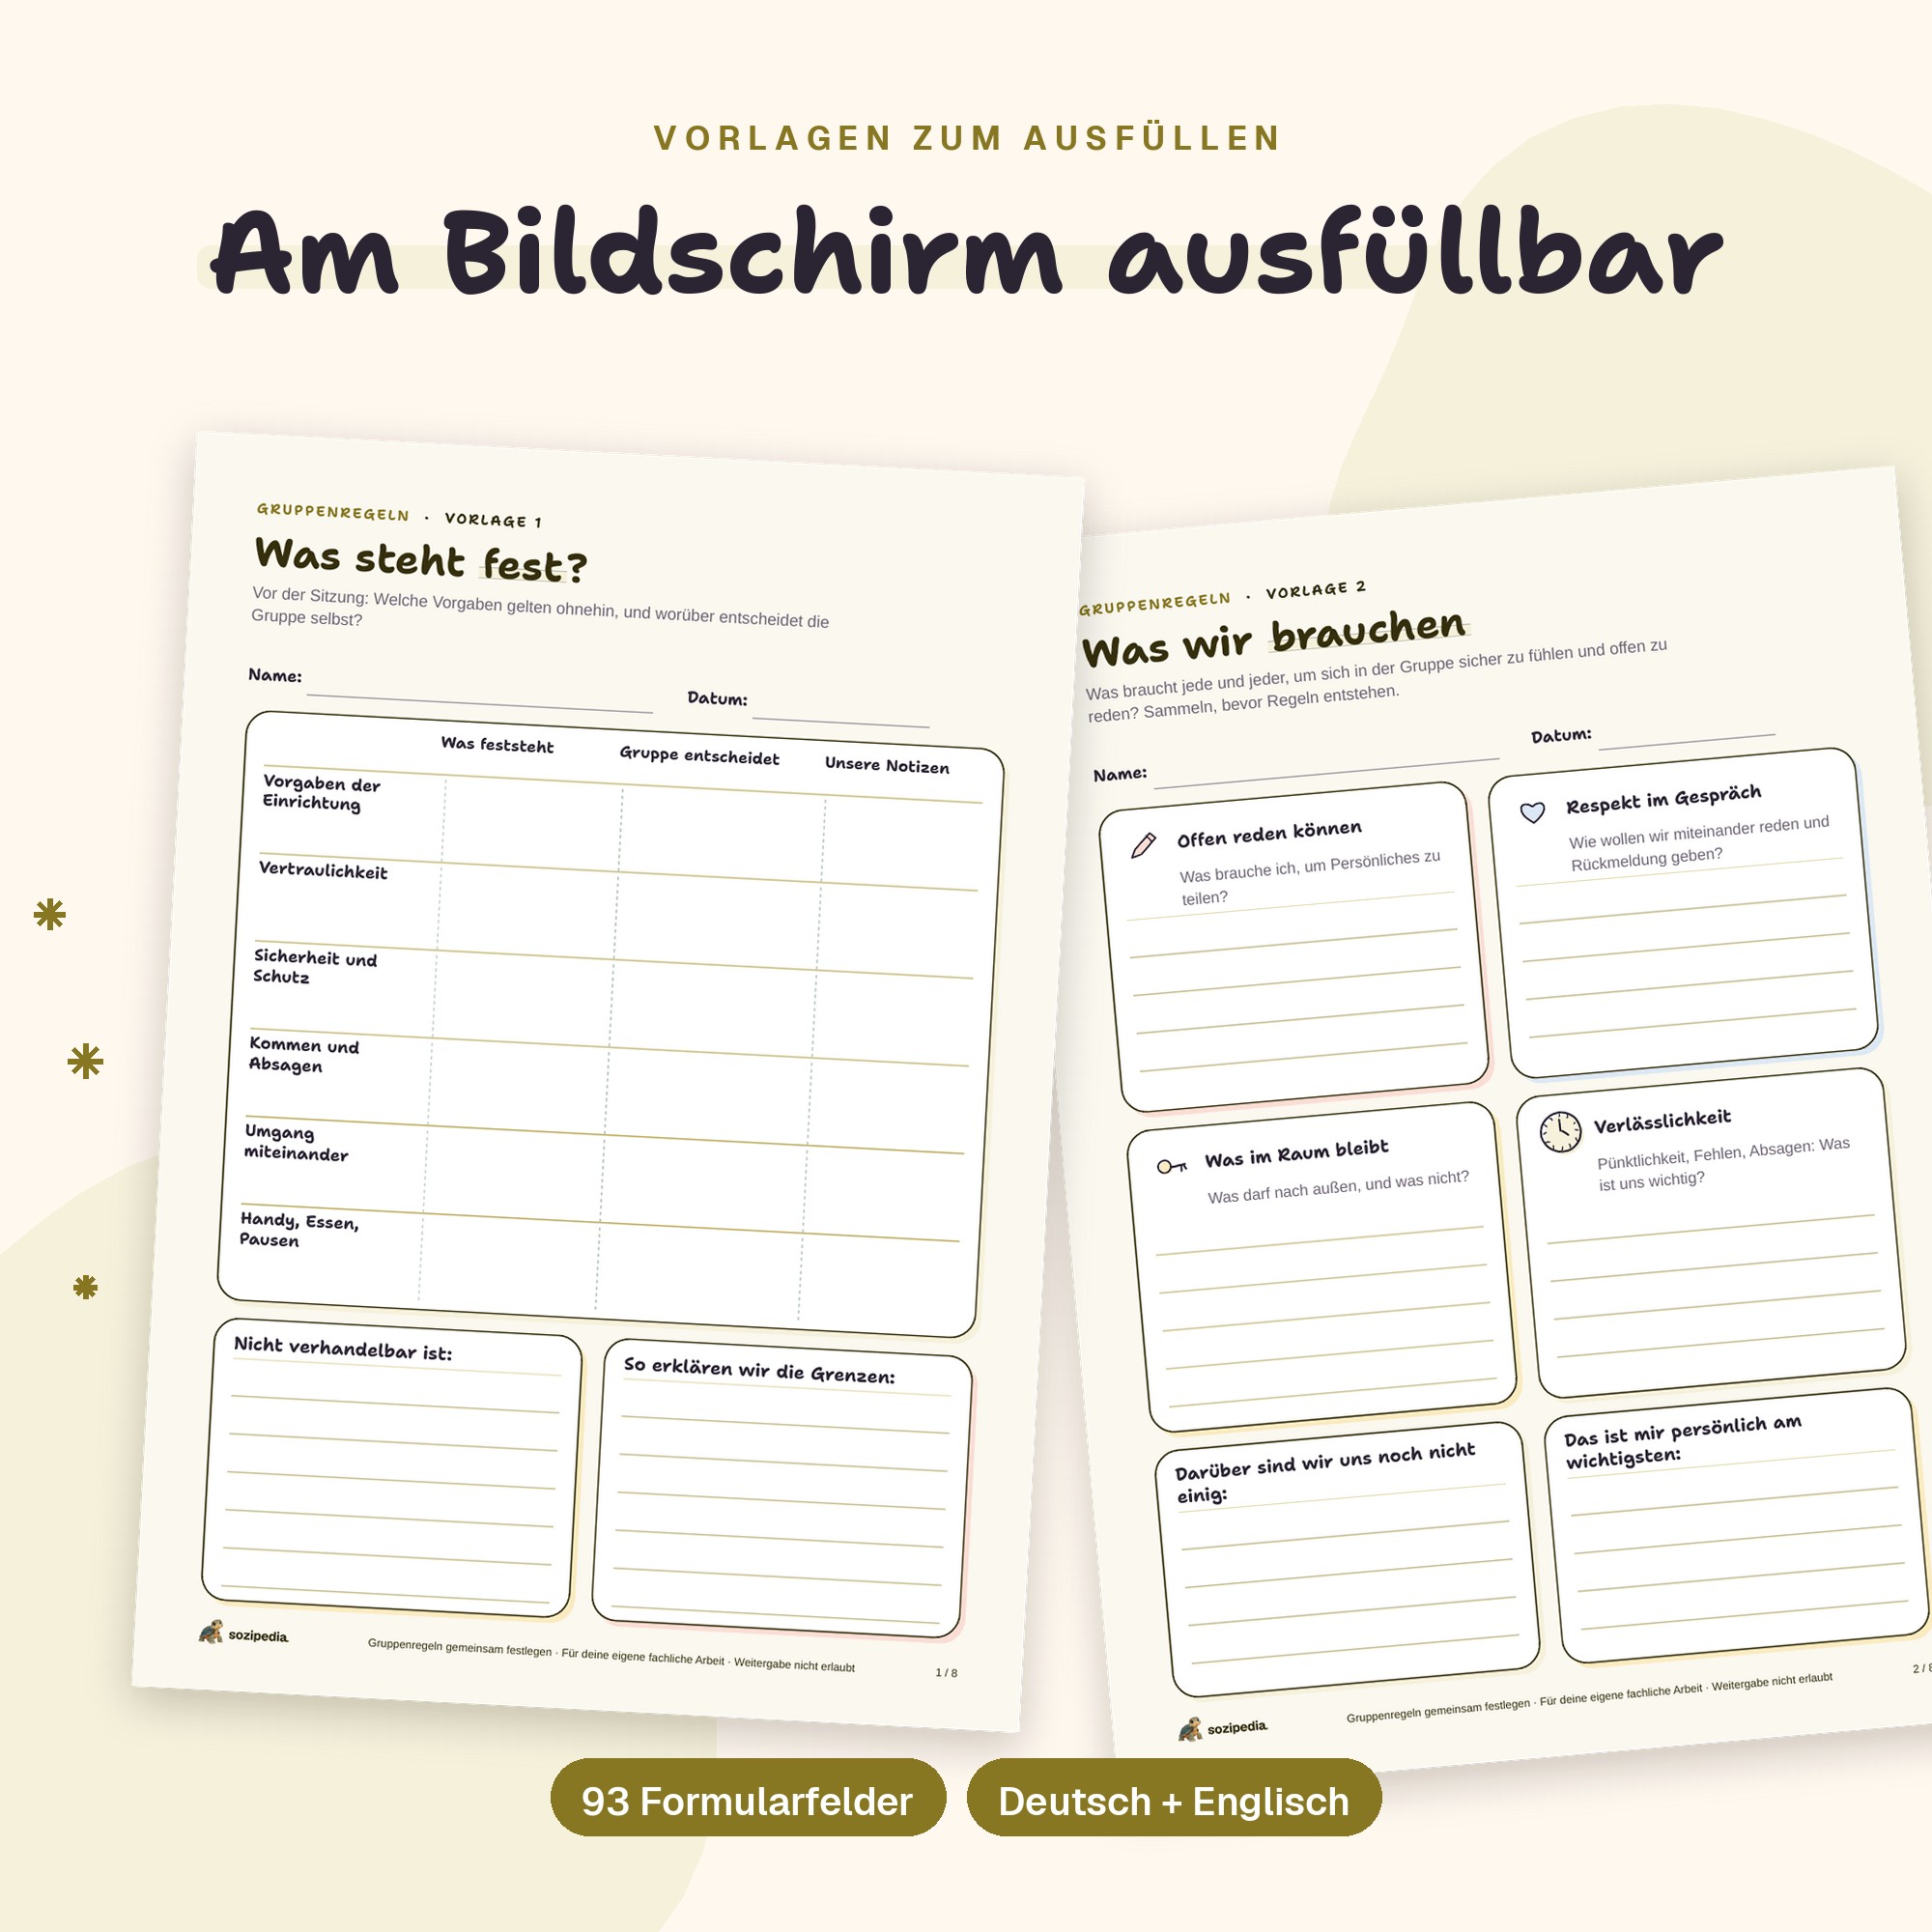 VORLAGEN ZUM AUSFÜLLEN
Am Bildschirm ausfüllbar
GRUPPENREGELN · VORLAGE 1
Was steht fest?
Vor der Sitzung: Welche Vorgaben gelten ohnehin, und worüber entscheidet die
Gruppe selbst?
Name:
Datum:
Was feststeht
Gruppe entscheidet
Unsere Notizen
Vorgaben der
Einrichtung
Vertraulichkeit
Sicherheit und
Schutz
Kommen und
Absagen
Umgang
miteinander
Handy, Essen,
Pausen
Nicht verhandelbar ist:
So erklären wir die Grenzen:
sozipedia.
Gruppenregeln gemeinsam festlegen · Für deine eigene fachliche Arbeit · Weitergabe nicht erlaubt
1 / 8
GRUPPENREGELN · VORLAGE 2
Was wir brauchen
Was braucht jede und jeder, um sich in der Gruppe sicher zu fühlen und offen zu
reden? Sammeln, bevor Regeln entstehen.
Name:
Datum:
Offen reden können
Was brauche ich, um Persönliches zu
teilen?
Respekt im Gespräch
Wie wollen wir miteinander reden und
Rückmeldung geben?
Was im Raum bleibt
Was darf nach außen, und was nicht?
Verlässlichkeit
Pünktlichkeit, Fehlen, Absagen: Was
ist uns wichtig?
Darüber sind wir uns noch nicht
einig:
Das ist mir persönlich am
wichtigsten:
sozipedia.
Gruppenregeln gemeinsam festlegen · Für deine eigene fachliche Arbeit · Weitergabe nicht erlaubt
2 / 8
93 Formularfelder
Deutsch + Englisch